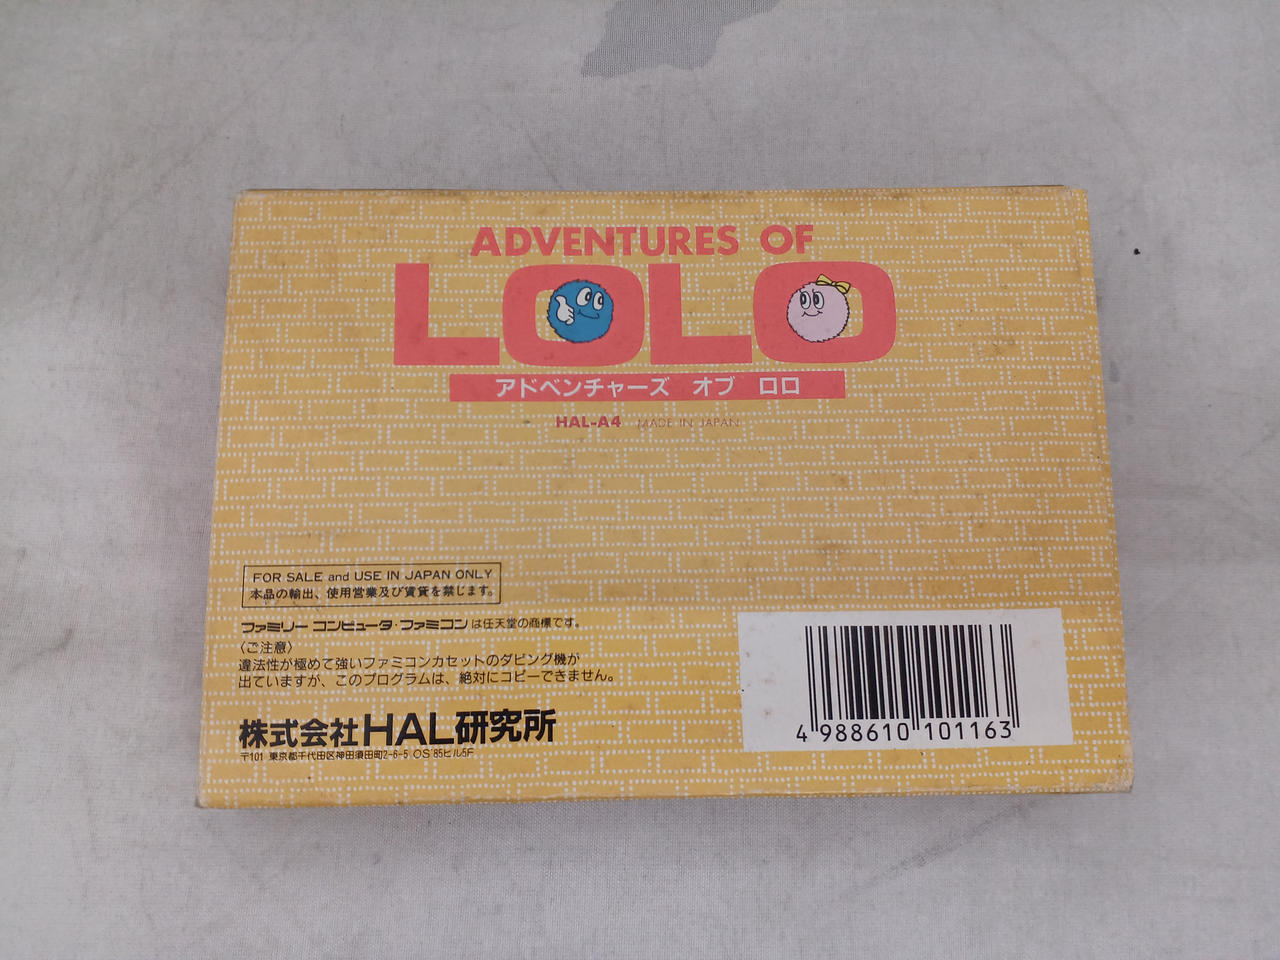 ADVENTURES OF
LOLO
アドベンチャーズ オブ ロロ
HAL-A4 MADE IN JAPAN
FOR SALE and USE IN JAPAN ONLY
本品の輸出、使用営業及び賃貸を禁じます。
ファミリーコンピュータ・ファミコンは任天堂の商標です。
〈ご注意〉
違法性が極めて強いファミコンカセットのダビング機が
出ていますが、このプログラムは、絶対にコピーできません。
株式会社HAL研究所
〒101 東京都千代田区神田須田町2-6-5 OS'85ビル5F
4 988610 101163